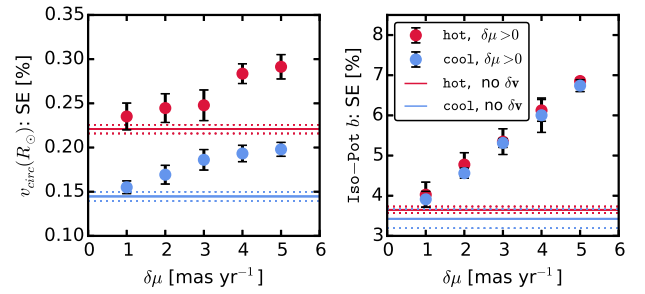 v_circ(R_⊙): SE [%]
0.35
0.30
0.25
0.20
0.15
0.10
0 1 2 3 4 5 6
δμ [mas yr⁻¹]
Iso-Pot b: SE [%]
8
7
6
5
4
3
hot, δμ>0
cool, δμ>0
hot, no δv
cool, no δv
0 1 2 3 4 5 6
δμ [mas yr⁻¹]